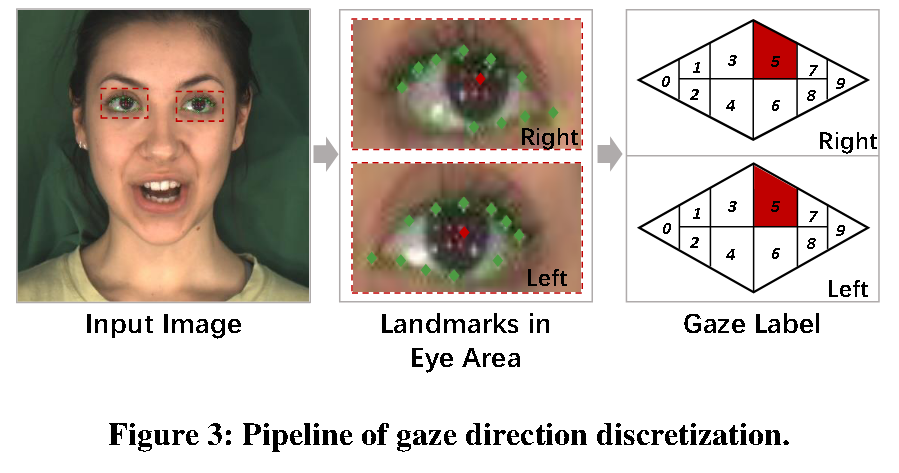 Right
Left
0 1 2 3 4 5 6 7 8 9
Right
0 1 2 3 4 5 6 7 8 9
Left
Input Image
Landmarks in
Eye Area
Gaze Label
Figure 3: Pipeline of gaze direction discretization.